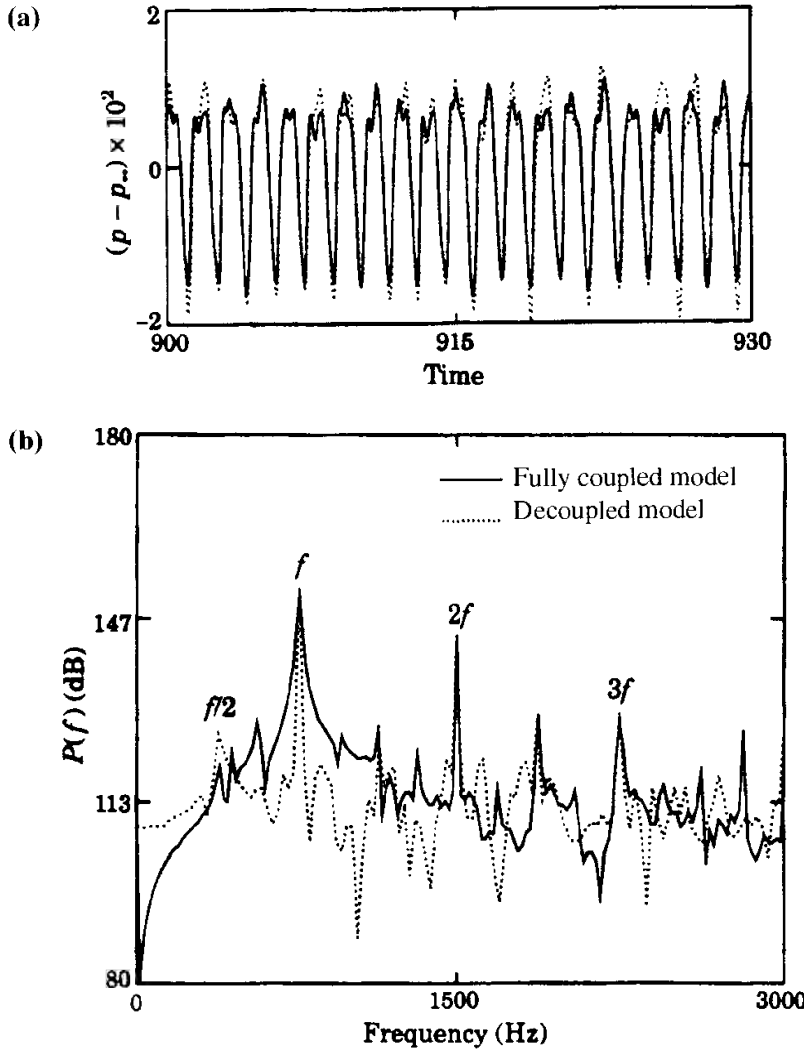 (a)
2
0
−2
(p − p∞) × 10²
900
915
930
Time
(b)
180
147
113
80
P(f) (dB)
Fully coupled model
Decoupled model
f
2f
3f
f/2
0
1500
3000
Frequency (Hz)